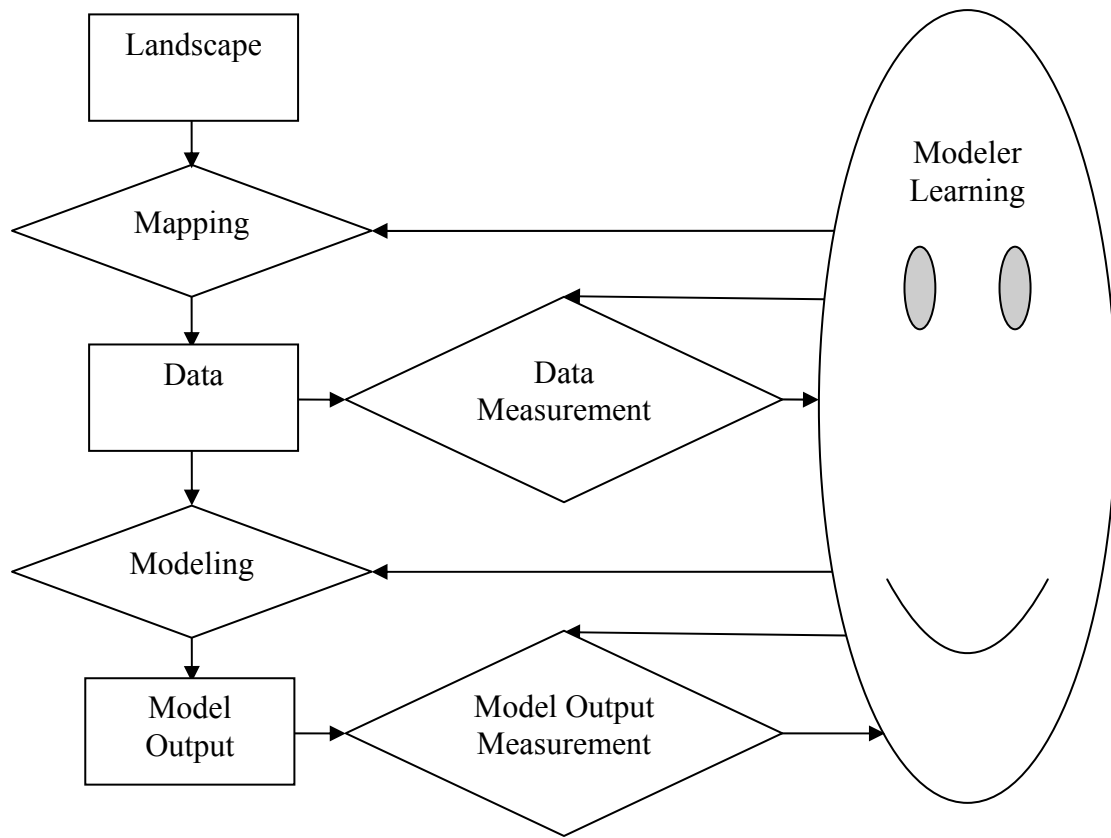 Landscape
Modeler
Learning
Mapping
Data
Data
Measurement
Modeling
Model
Output
Model Output
Measurement